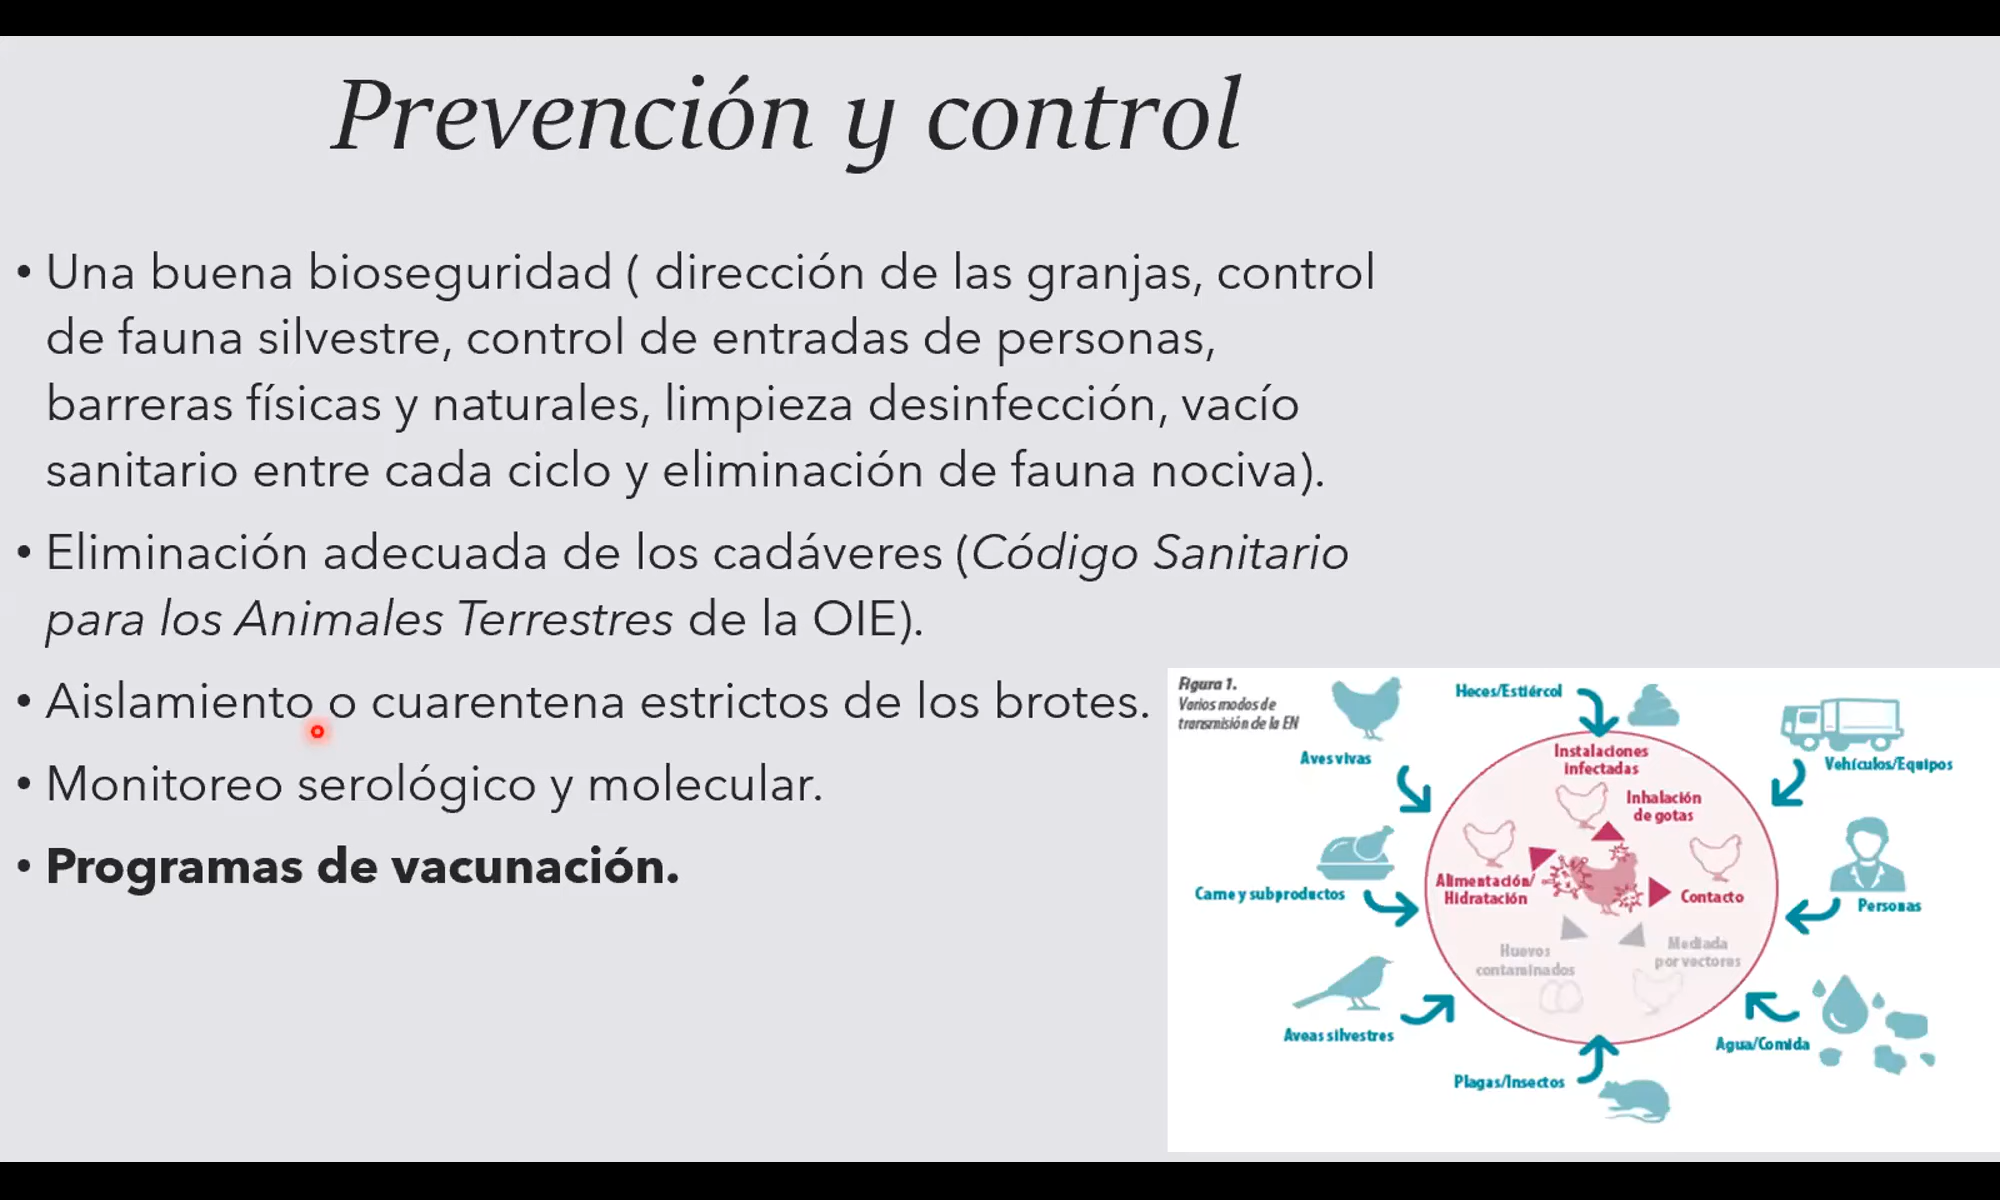 Prevención y control
• Una buena bioseguridad ( dirección de las granjas, control
de fauna silvestre, control de entradas de personas,
barreras físicas y naturales, limpieza desinfección, vacío
sanitario entre cada ciclo y eliminación de fauna nociva).
• Eliminación adecuada de los cadáveres (Código Sanitario
para los Animales Terrestres de la OIE).
• Aislamiento o cuarentena estrictos de los brotes.
• Monitoreo serológico y molecular.
• Programas de vacunación.
Figura 1.
Varios modos de
transmisión de la EN
Heces/Estiércol
Aves vivas
Vehículos/Equipos
Instalaciones
infectadas
Inhalación
de gotas
Alimentación/
Hidratación
Contacto
Carne y subproductos
Personas
Huevos
contaminados
Mediada
por vectores
Aveas silvestres
Agua/Comida
Plagas/Insectos